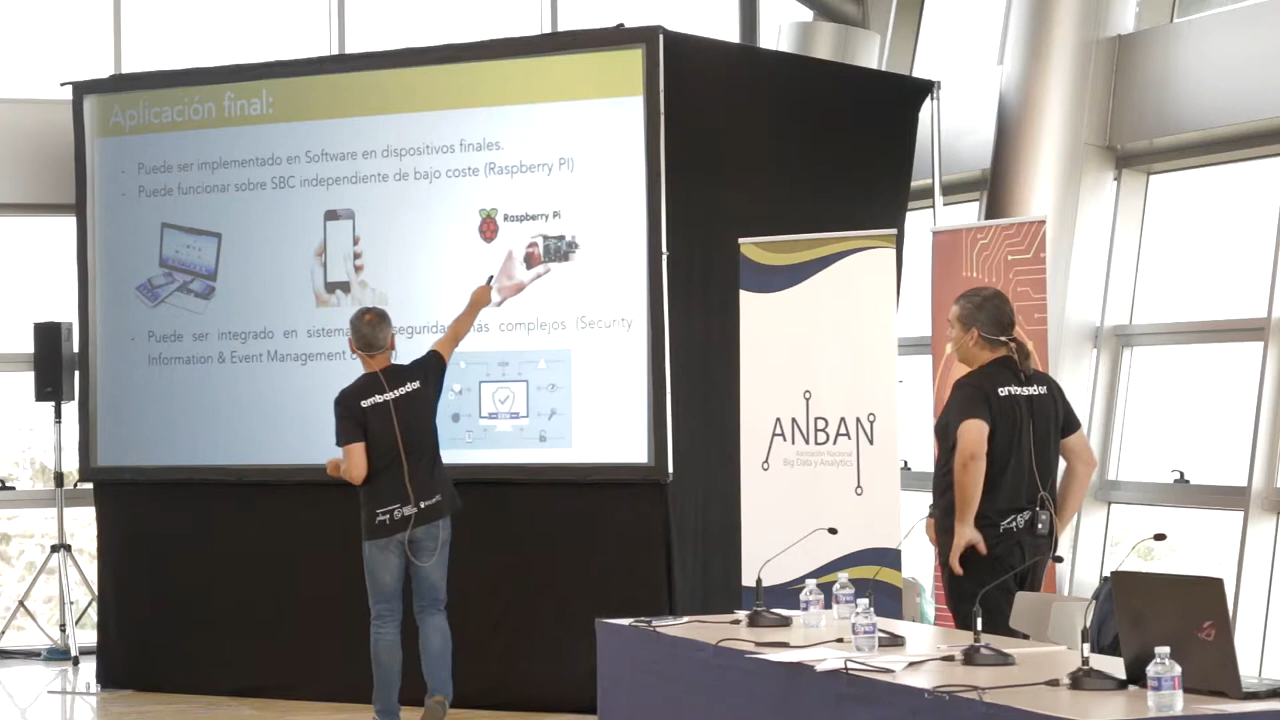 Aplicación final:
- Puede ser implementado en Software en dispositivos finales.
- Puede funcionar sobre SBC independiente de bajo coste (Raspberry PI)
Raspberry Pi
- Puede ser integrado en seguridad más complejos (Security
Information & Event Management
ambassador
ambassador
ANBAN
Asociación Nacional
Big Data y Analytics